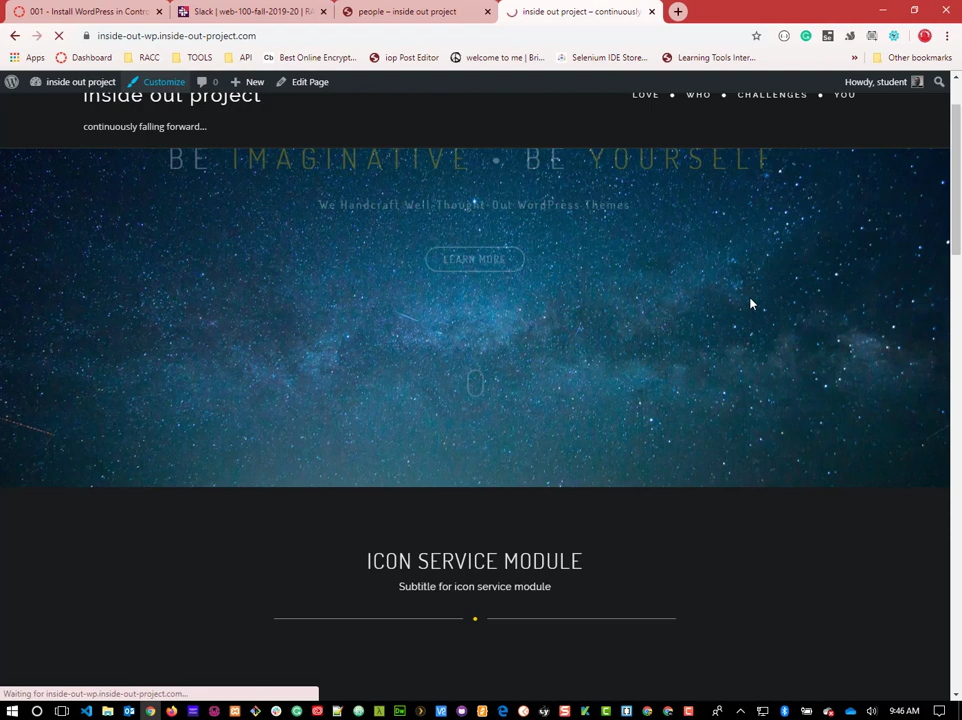 001 - Install WordPress in Contro
Slack | web-100-fall-2019-20 | RA
people – inside out project
inside out project – continuously
inside-out-wp.inside-out-project.com
Apps
Dashboard
RACC
TOOLS
API
Cb Best Online Encrypt...
iop Post Editor
welcome to me | Bri...
Selenium IDE Store...
Learning Tools Inter...
»
Other bookmarks
inside out project
Customize
0
New
Edit Page
Howdy, student
inside out project
LOVE • WHO • CHALLENGES • YOU
continuously falling forward...
BE IMAGINATIVE • BE YOURSELF
We Handcraft Well-Thought-Out WordPress Themes
LEARN MORE
ICON SERVICE MODULE
Subtitle for icon service module
Waiting for inside-out-wp.inside-out-project.com...
9:46 AM